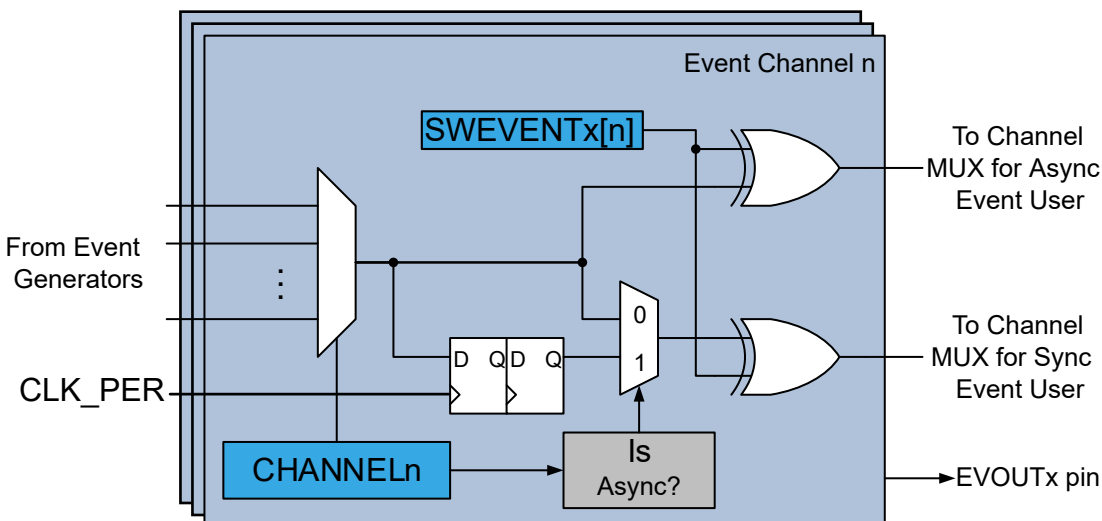 Event Channel n
SWEVENTx[n]
To Channel
MUX for Async
Event User
From Event
Generators
⋮
0
1
To Channel
MUX for Sync
Event User
D Q D Q
CLK_PER
CHANNELn
Is
Async?
EVOUTx pin